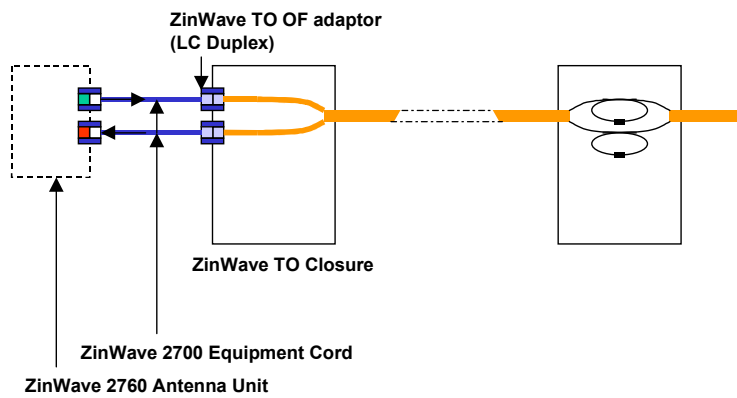 ZinWave TO OF adaptor
(LC Duplex)
ZinWave TO Closure
ZinWave 2700 Equipment Cord
ZinWave 2760 Antenna Unit